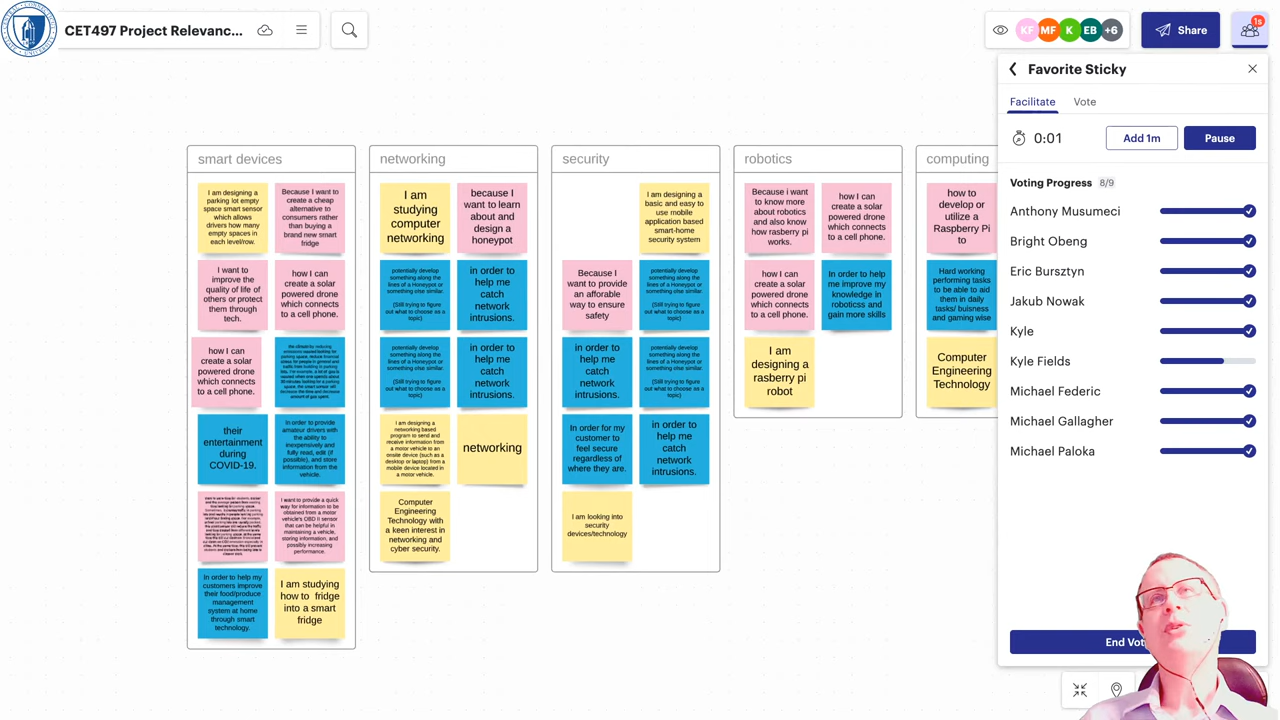 CET497 Project Relevanc...
KF
MF
K
EB
+6
Share
1s
Favorite Sticky
Facilitate
Vote
0:01
Add 1m
Pause
Voting Progress 8/9
Anthony Musumeci
Bright Obeng
Eric Bursztyn
Jakub Nowak
Kyle
Kyle Fields
Michael Federic
Michael Gallagher
Michael Paloka
End Vot
smart devices
I am designing a
parking lot empty
space smart sensor
which allows
drivers how many
empty spaces in
each level/row.
Because I want to
create a cheap
alternative to
consumers rather
than buying a
brand new smart
fridge
I want to
improve the
quality of life of
others or protect
them through
tech.
how I can
create a solar
powered drone
which connects
to a cell phone.
how I can
create a solar
powered drone
which connects
to a cell phone.
their
entertainment
during
COVID-19.
In order to provide
amateur drivers with
the ability to
inexpensively and
fully read, edit (if
possible), and store
information from the
vehicle.
I want to provide a quick
way for information to be
obtained from a motor
vehicle's OBD II sensor
that can be helpful in
maintaining a vehicle,
storing information, and
possibly increasing
performance.
In order to help my
customers improve
their food/produce
management
system at home
through smart
technology.
I am studying
how to fridge
into a smart
fridge
networking
I am
studying
computer
networking
because I
want to learn
about and
design a
honeypot
potentially develop
something along the
lines of a Honeypot or
something else similar.
(Still trying to figure
out what to choose as a
topic)
in order to
help me
catch
network
intrusions.
potentially develop
something along the
lines of a Honeypot or
something else similar.
(Still trying to figure
out what to choose as a
topic)
in order to
help me
catch
network
intrusions.
I am designing a
networking based
program to send and
receive information from
a motor vehicle to an
onsite device (such as a
desktop or laptop) from a
mobile device located in
a motor vehicle.
networking
Computer
Engineering
Technology with
a keen interest in
networking and
cyber security.
security
I am designing a
basic and easy to
use mobile
application based
smart-home
security system
Because I
want to provide
an afforable
way to ensure
safety
potentially develop
something along the
lines of a Honeypot or
something else similar.
(Still trying to figure
out what to choose as a
topic)
in order to
help me
catch
network
intrusions.
potentially develop
something along the
lines of a Honeypot or
something else similar.
(Still trying to figure
out what to choose as a
topic)
In order for my
customer to
feel secure
regardless of
where they are.
in order to
help me
catch
network
intrusions.
I am looking into
security
devices/technology
robotics
Because i want
to know more
about robotics
and also know
how rasberry pi
works.
how I can
create a solar
powered drone
which connects
to a cell phone.
how I can
create a solar
powered drone
which connects
to a cell phone.
In order to help
me improve my
knowledge in
roboticss and
gain more skills
I am
designing a
rasberry pi
robot
computing
how to
develop or
utilize a
Raspberry Pi
to
Hard working
performing tasks
to be able to aid
them in daily
tasks/ buisness
and gaming wise
Computer
Engineering
Technology